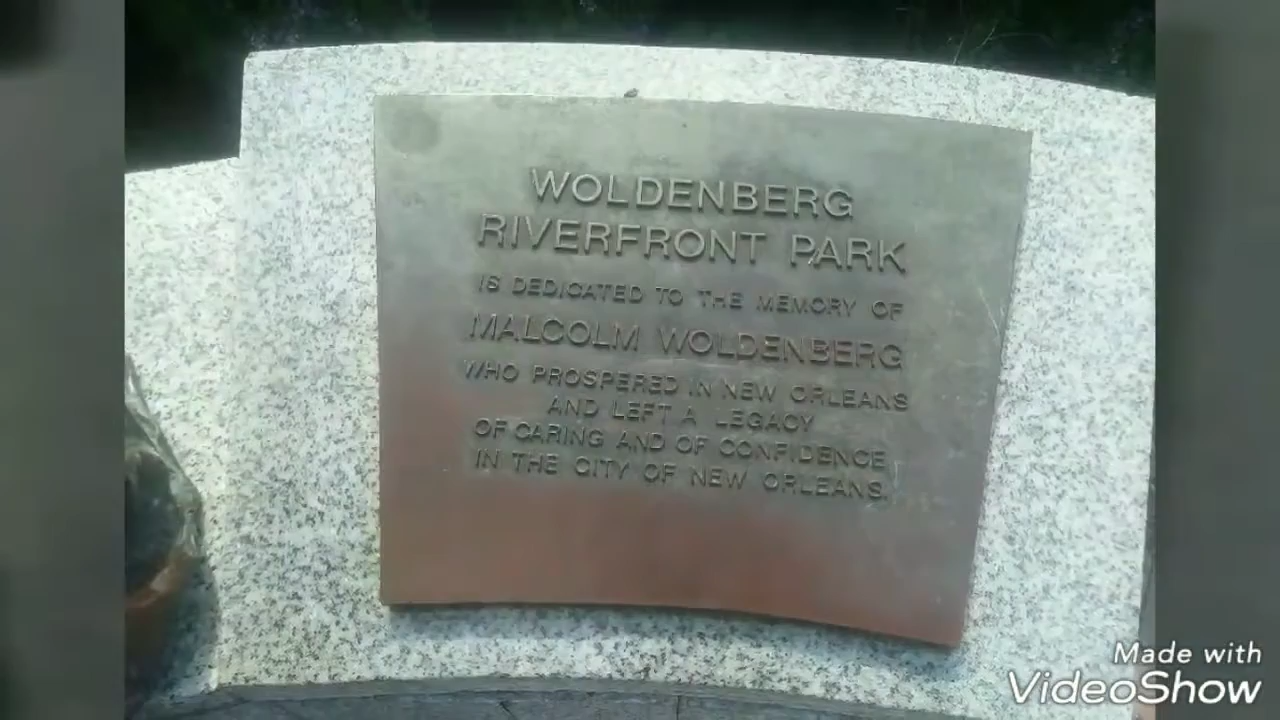 WOLDENBERG
RIVERFRONT PARK
IS DEDICATED TO THE MEMORY OF
MALCOLM WOLDENBERG
WHO PROSPERED IN NEW ORLEANS
AND LEFT A LEGACY
OF CARING AND OF CONFIDENCE
IN THE CITY OF NEW ORLEANS.
Made with
VideoShow